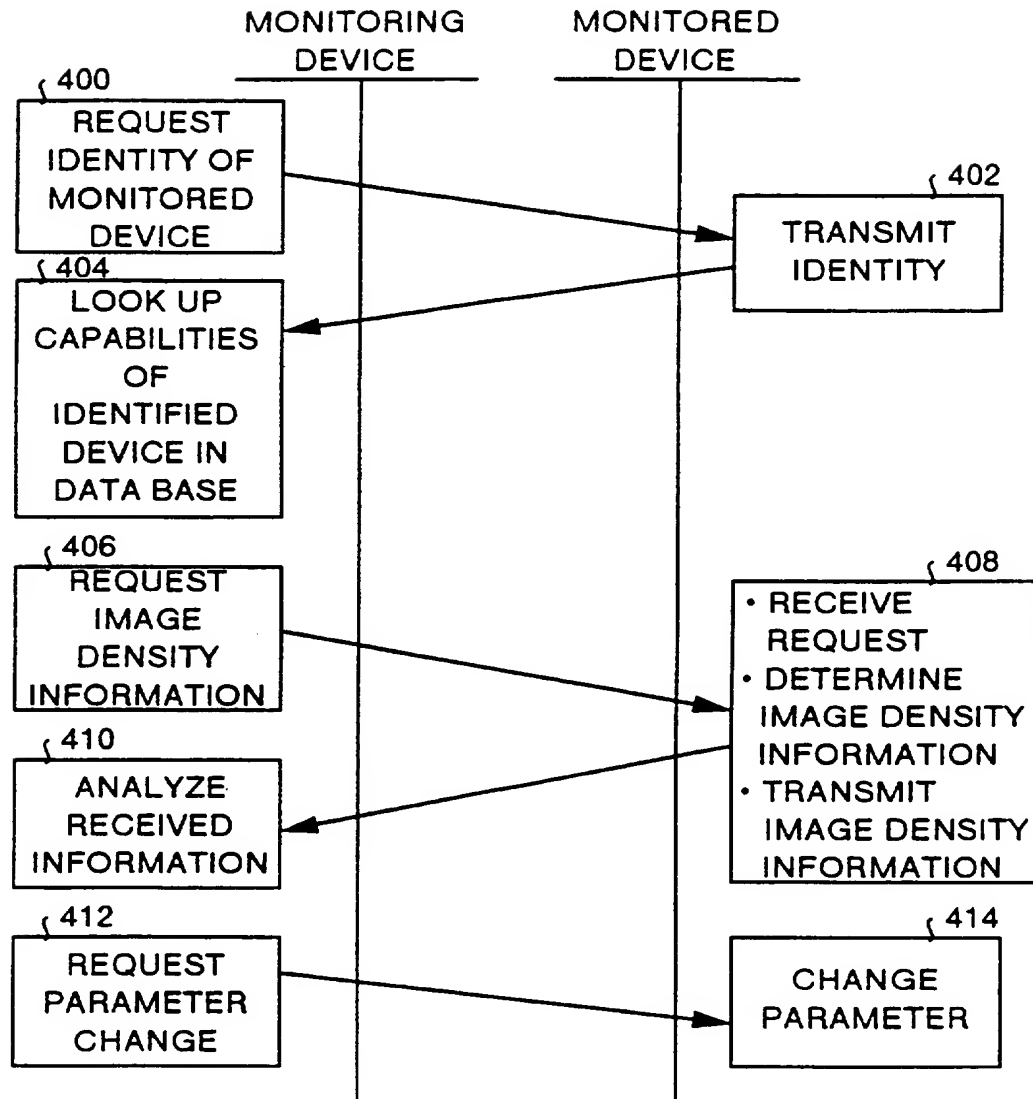 MONITORING
DEVICE
MONITORED
DEVICE
400
REQUEST
IDENTITY OF
MONITORED
DEVICE
402
TRANSMIT
IDENTITY
404
LOOK UP
CAPABILITIES
OF
IDENTIFIED
DEVICE IN
DATA BASE
406
REQUEST
IMAGE
DENSITY
INFORMATION
408
• RECEIVE
REQUEST
• DETERMINE
IMAGE DENSITY
INFORMATION
• TRANSMIT
IMAGE DENSITY
INFORMATION
410
ANALYZE
RECEIVED
INFORMATION
412
REQUEST
PARAMETER
CHANGE
414
CHANGE
PARAMETER